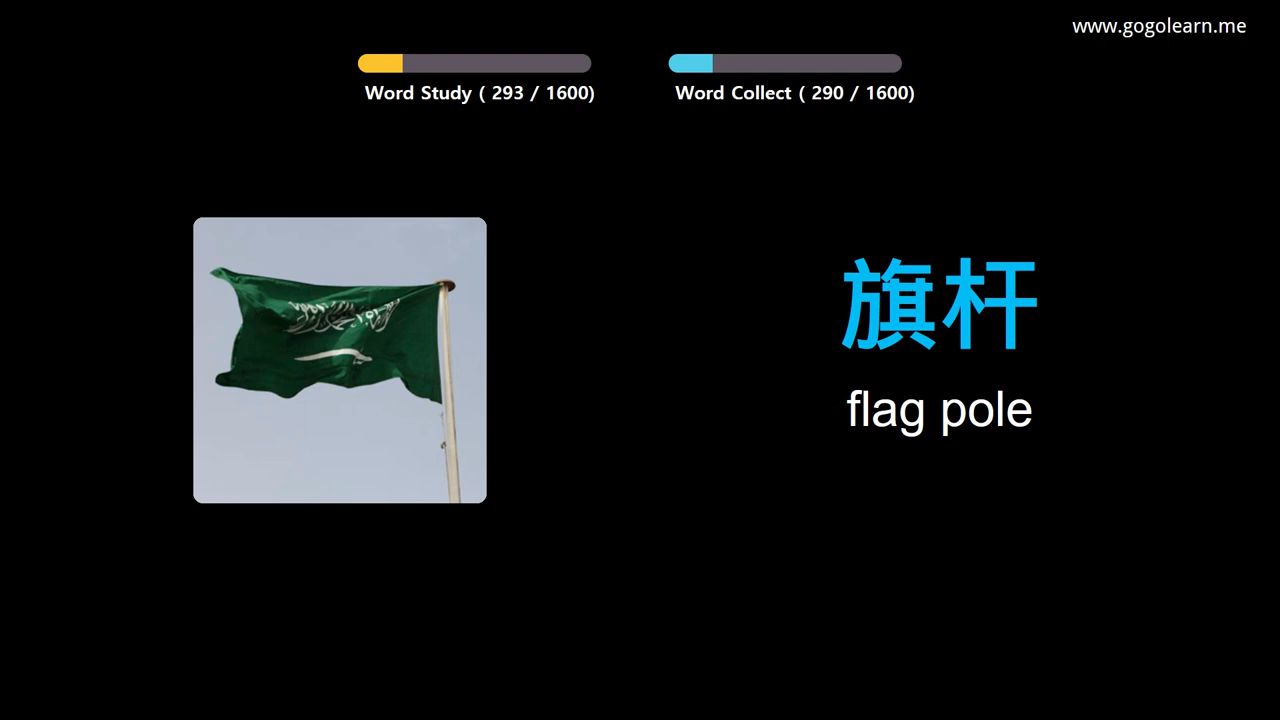 www.gogolearn.me
Word Study ( 293 / 1600)
Word Collect ( 290 / 1600)
旗杆
flag pole